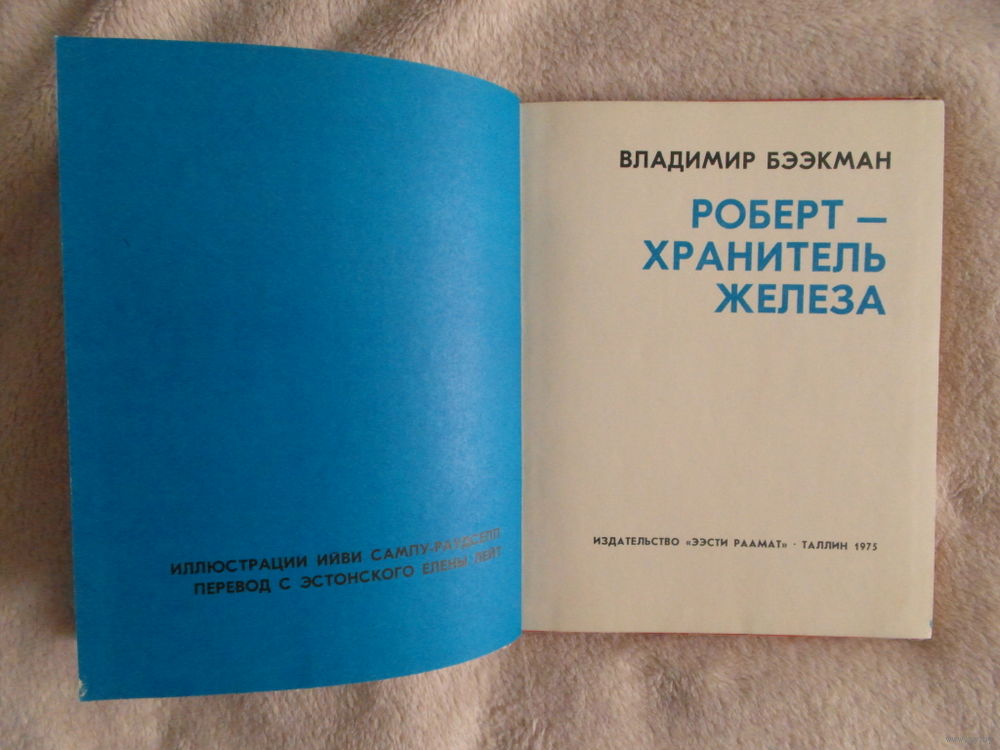 ИЛЛЮСТРАЦИИ ИЙВИ САМПУ-РАУДСЕПП
ПЕРЕВОД С ЭСТОНСКОГО ЕЛЕНЫ ЛЕЙТ
ВЛАДИМИР БЭЭКМАН
РОБЕРТ —
ХРАНИТЕЛЬ
ЖЕЛЕЗА
ИЗДАТЕЛЬСТВО «ЭЭСТИ РААМАТ» · ТАЛЛИН 1975